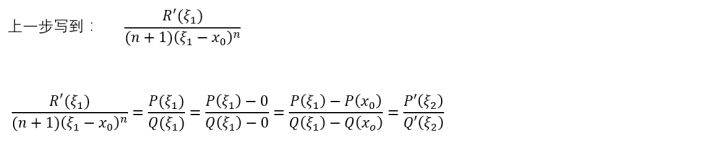 上一步写到： R′(ξ₁) / (n + 1)(ξ₁ − x₀)ⁿ
R′(ξ₁) / (n + 1)(ξ₁ − x₀)ⁿ = P(ξ₁) / Q(ξ₁) = P(ξ₁) − 0 / Q(ξ₁) − 0 = P(ξ₁) − P(x₀) / Q(ξ₁) − Q(xₒ) = P′(ξ₂) / Q′(ξ₂)